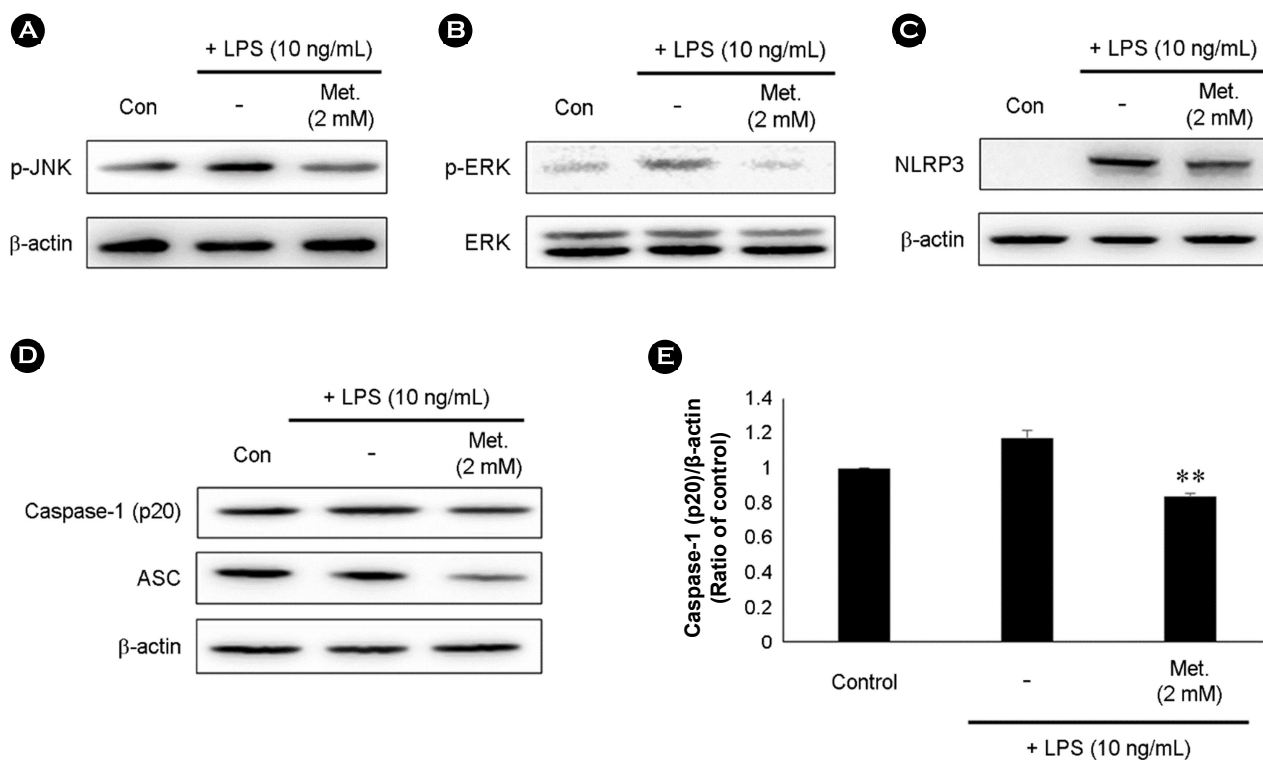 A
+ LPS (10 ng/mL)
Con
-
Met.
(2 mM)
p-JNK
β-actin
B
+ LPS (10 ng/mL)
Con
-
Met.
(2 mM)
p-ERK
ERK
C
+ LPS (10 ng/mL)
Con
-
Met.
(2 mM)
NLRP3
β-actin
D
+ LPS (10 ng/mL)
Con
-
Met.
(2 mM)
Caspase-1 (p20)
ASC
β-actin
E
Caspase-1 (p20)/β-actin
(Ratio of control)
1.4
1.2
1
0.8
0.6
0.4
0.2
0
**
Control
-
Met.
(2 mM)
+ LPS (10 ng/mL)